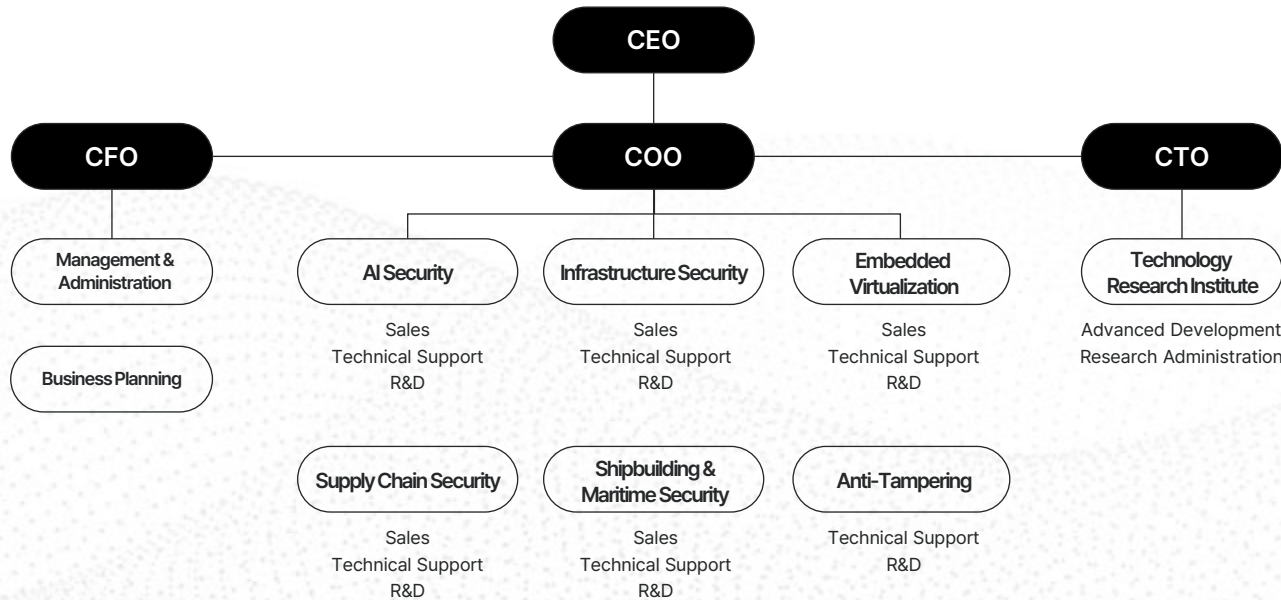 CEO
CFO
COO
CTO
Management &
Administration
AI Security
Infrastructure Security
Embedded
Virtualization
Technology
Research Institute
Sales
Technical Support
R&D
Sales
Technical Support
R&D
Sales
Technical Support
R&D
Advanced Development
Research Administration
Business Planning
Supply Chain Security
Shipbuilding &
Maritime Security
Anti-Tampering
Sales
Technical Support
R&D
Sales
Technical Support
R&D
Technical Support
R&D